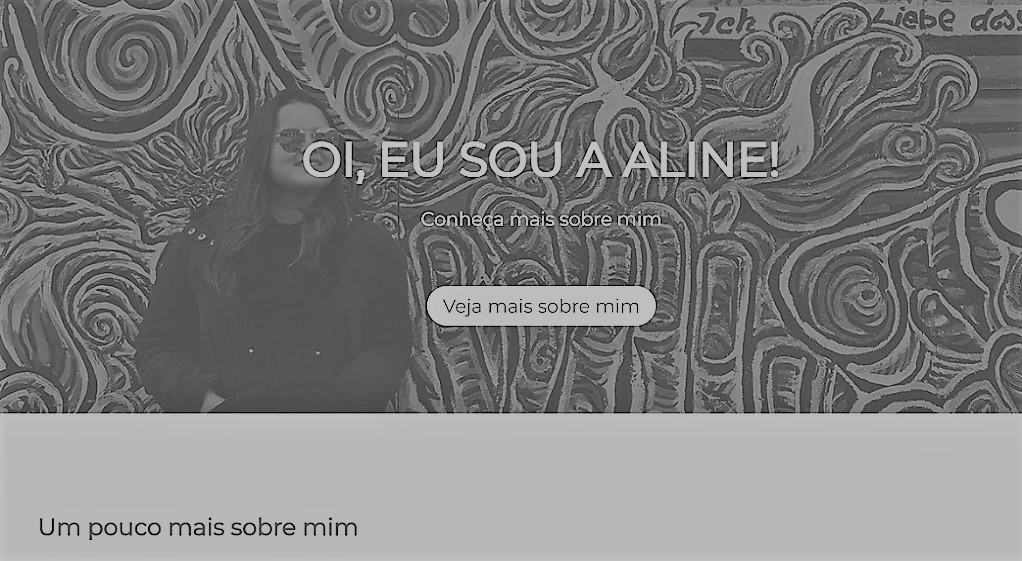 ich Liebe das
OI, EU SOU A ALINE!
Conheça mais sobre mim
Veja mais sobre mim
Um pouco mais sobre mim